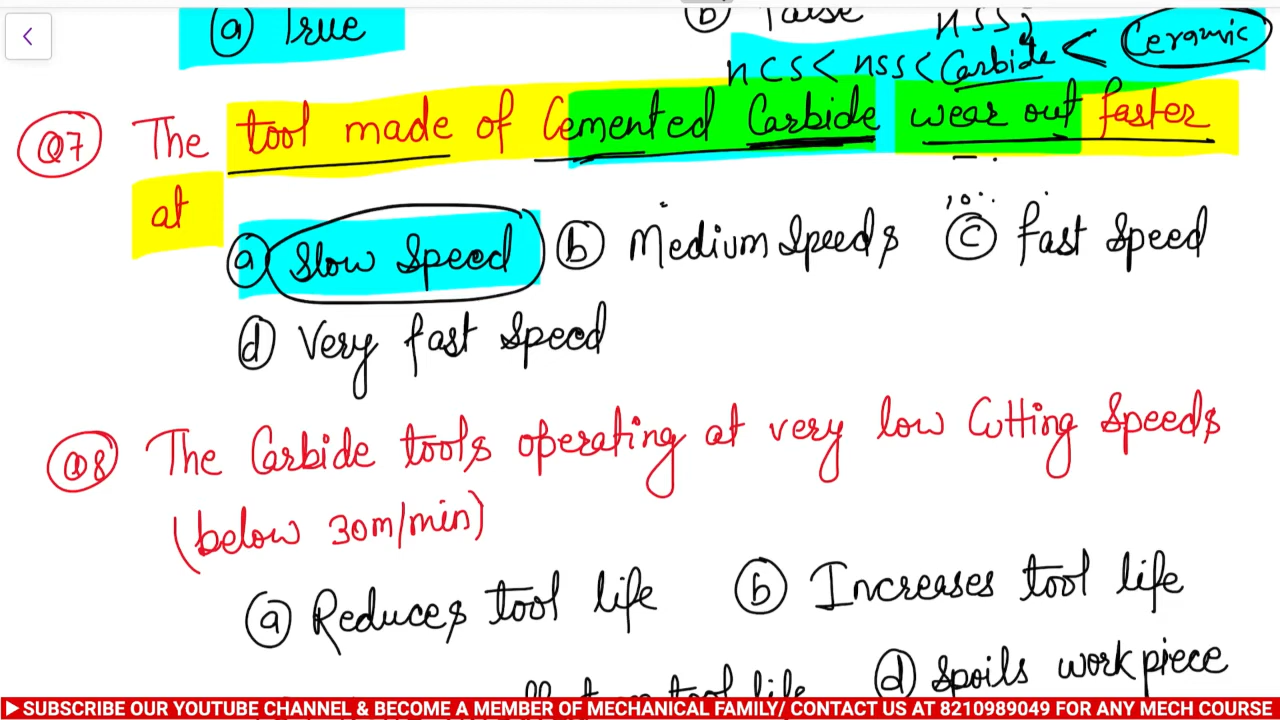 (a) True
(b) False
HSS;
HCS < HSS < Carbide < Ceramic
Q7 The tool made of Cemented Carbide wear out faster
at
(a) Slow Speed (b) Medium Speeds (c) fast Speed
(d) Very fast Speed
Q8 The Carbide tools operating at very low Cutting Speeds
(below 30m/min)
(a) Reduces tool life (b) Increases tool life
tool life (d) Spoils workpiece
▶ SUBSCRIBE OUR YOUTUBE CHANNEL & BECOME A MEMBER OF MECHANICAL FAMILY/ CONTACT US AT 8210989049 FOR ANY MECH COURSE